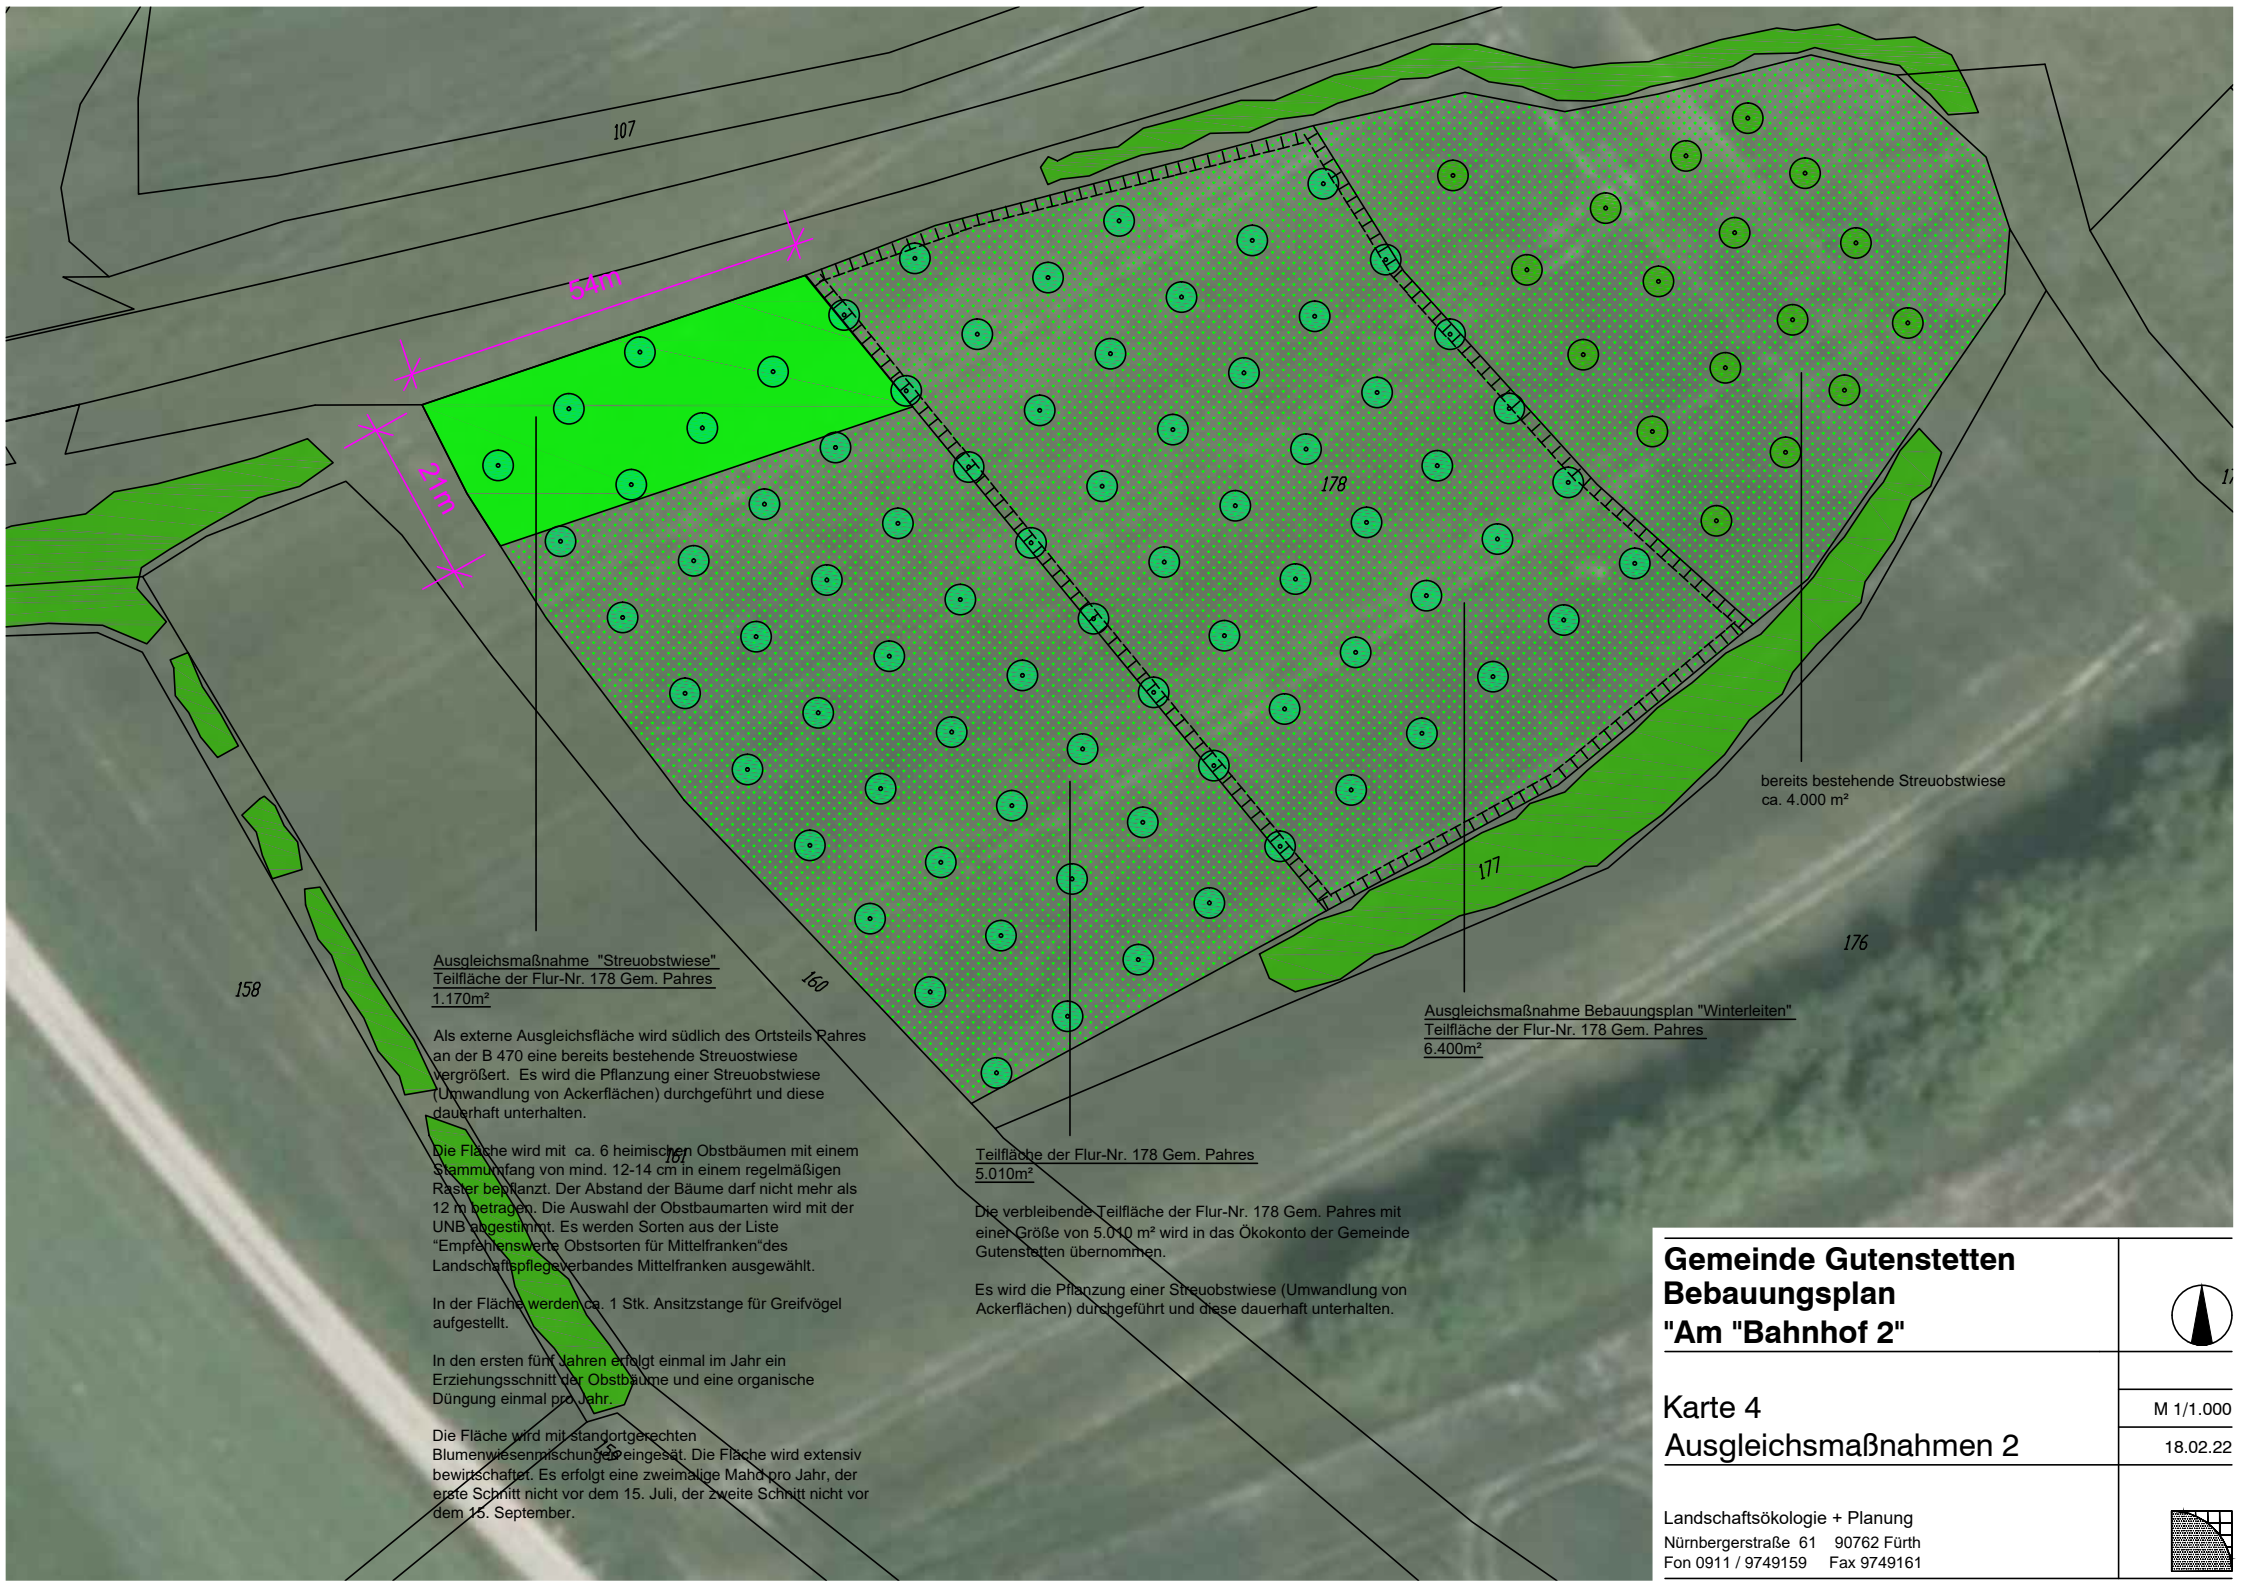 107
54m
21m
178
177
176
17
160
158
161
159
bereits bestehende Streuobstwiese
ca. 4.000 m²
Ausgleichsmaßnahme "Streuobstwiese"
Teilfläche der Flur-Nr. 178 Gem. Pahres
1.170m²
Als externe Ausgleichsfläche wird südlich des Ortsteils Pahres
an der B 470 eine bereits bestehende Streuostwiese
vergrößert. Es wird die Pflanzung einer Streuobstwiese
(Umwandlung von Ackerflächen) durchgeführt und diese
dauerhaft unterhalten.
Die Fläche wird mit ca. 6 heimischen Obstbäumen mit einem
Stammumfang von mind. 12-14 cm in einem regelmäßigen
Raster bepflanzt. Der Abstand der Bäume darf nicht mehr als
12 m betragen. Die Auswahl der Obstbaumarten wird mit der
UNB abgestimmt. Es werden Sorten aus der Liste
“Empfehlenswerte Obstsorten für Mittelfranken“des
Landschaftspflegeverbandes Mittelfranken ausgewählt.
In der Fläche werden ca. 1 Stk. Ansitzstange für Greifvögel
aufgestellt.
In den ersten fünf Jahren erfolgt einmal im Jahr ein
Erziehungsschnitt der Obstbäume und eine organische
Düngung einmal pro Jahr.
Die Fläche wird mit standortgerechten
Blumenwiesenmischungen eingesät. Die Fläche wird extensiv
bewirtschaftet. Es erfolgt eine zweimalige Mahd pro Jahr, der
erste Schnitt nicht vor dem 15. Juli, der zweite Schnitt nicht vor
dem 15. September.
Teilfläche der Flur-Nr. 178 Gem. Pahres
5.010m²
Die verbleibende Teilfläche der Flur-Nr. 178 Gem. Pahres mit
einer Größe von 5.010 m² wird in das Ökokonto der Gemeinde
Gutenstetten übernommen.
Es wird die Pflanzung einer Streuobstwiese (Umwandlung von
Ackerflächen) durchgeführt und diese dauerhaft unterhalten.
Ausgleichsmaßnahme Bebauungsplan "Winterleiten"
Teilfläche der Flur-Nr. 178 Gem. Pahres
6.400m²
Gemeinde Gutenstetten
Bebauungsplan
"Am "Bahnhof 2"
Karte 4
Ausgleichsmaßnahmen 2
M 1/1.000
18.02.22
Landschaftsökologie + Planung
Nürnbergerstraße 61 90762 Fürth
Fon 0911 / 9749159 Fax 9749161